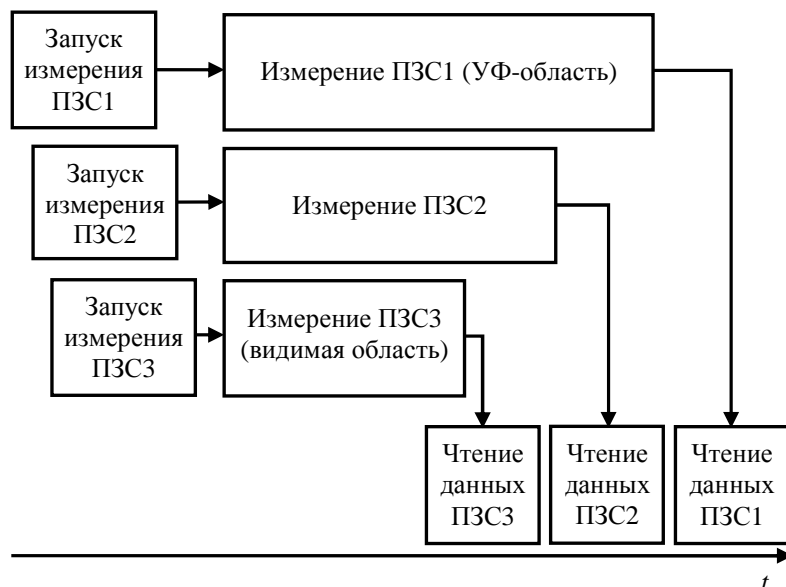 Запуск
измерения
ПЗС1
Измерение ПЗС1 (УФ-область)
Запуск
измерения
ПЗС2
Измерение ПЗС2
Запуск
измерения
ПЗС3
Измерение ПЗС3
(видимая область)
Чтение
данных
ПЗС3
Чтение
данных
ПЗС2
Чтение
данных
ПЗС1
t